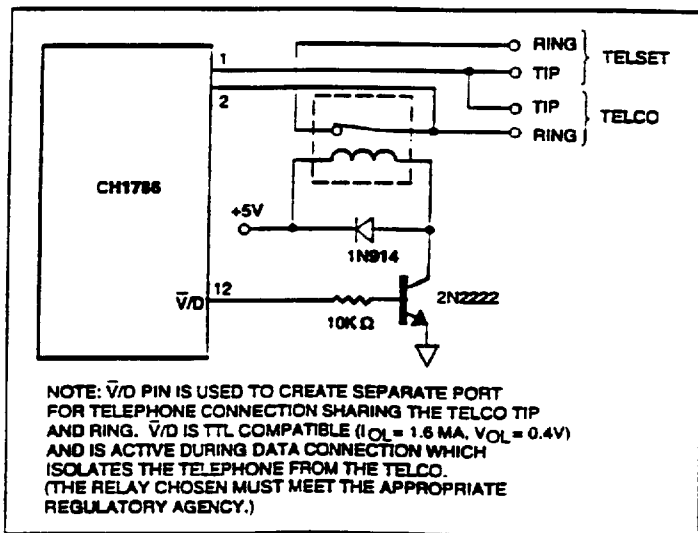 RING
TELSET
1
TIP
2
TIP
TELCO
RING
CH1786
+5V
1N914
V̅/D
12
10K Ω
2N2222
NOTE: V̅/D PIN IS USED TO CREATE SEPARATE PORT
FOR TELEPHONE CONNECTION SHARING THE TELCO TIP
AND RING. V̅/D IS TTL COMPATIBLE (IOL = 1.6 MA, VOL = 0.4V)
AND IS ACTIVE DURING DATA CONNECTION WHICH
ISOLATES THE TELEPHONE FROM THE TELCO.
(THE RELAY CHOSEN MUST MEET THE APPROPRIATE
REGULATORY AGENCY.)